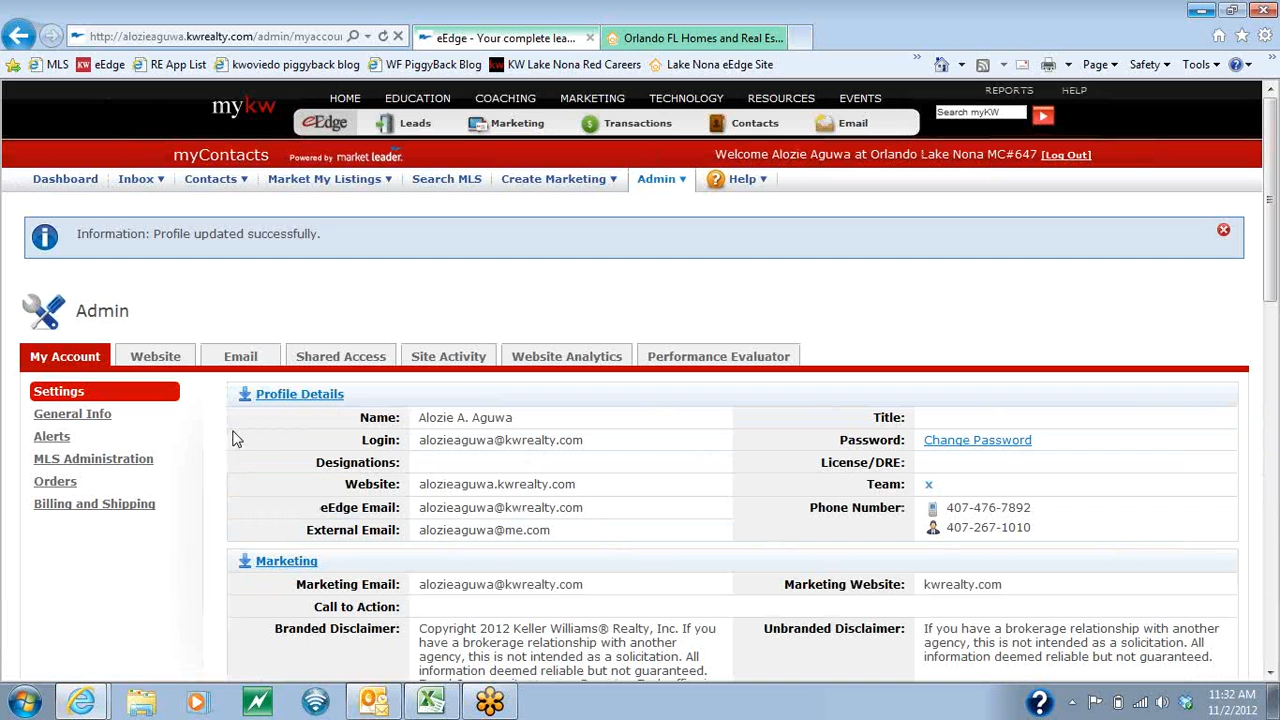 http://alozieaguwa.kwrealty.com/admin/myaccou
eEdge - Your complete lea...
Orlando FL Homes and Real Es...
MLS
eEdge
RE App List
kwoviedo piggyback blog
WF PiggyBack Blog
KW Lake Nona Red Careers
Lake Nona eEdge Site
Page
Safety
Tools
mykw
HOME EDUCATION COACHING MARKETING TECHNOLOGY RESOURCES EVENTS
REPORTS HELP
eEdge Leads Marketing Transactions Contacts Email
Search myKW
myContacts Powered by market leader.
Welcome Alozie Aguwa at Orlando Lake Nona MC#647 [Log Out]
Dashboard Inbox Contacts Market My Listings Search MLS Create Marketing Admin Help
Information: Profile updated successfully.
Admin
My Account Website Email Shared Access Site Activity Website Analytics Performance Evaluator
Settings
General Info
Alerts
MLS Administration
Orders
Billing and Shipping
Profile Details
Name: Alozie A. Aguwa Title:
Login: alozieaguwa@kwrealty.com Password: Change Password
Designations: License/DRE:
Website: alozieaguwa.kwrealty.com Team: x
eEdge Email: alozieaguwa@kwrealty.com Phone Number: 407-476-7892
External Email: alozieaguwa@me.com 407-267-1010
Marketing
Marketing Email: alozieaguwa@kwrealty.com Marketing Website: kwrealty.com
Call to Action:
Branded Disclaimer: Copyright 2012 Keller Williams® Realty, Inc. If you
have a brokerage relationship with another
agency, this is not intended as a solicitation. All
information deemed reliable but not guaranteed.
Unbranded Disclaimer: If you have a brokerage relationship with another
agency, this is not intended as a solicitation. All
information deemed reliable but not guaranteed.
11:32 AM
11/2/2012